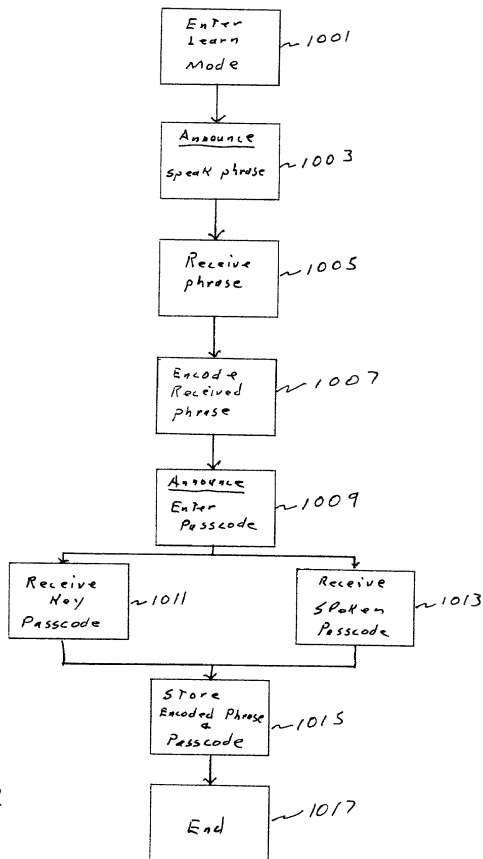 Enter
Learn
Mode
1001
Announce
Speak phrase
1003
Receive
phrase
1005
Encode
Received
phrase
1007
Announce
Enter
Passcode
1009
Receive
Key
Passcode
1011
Receive
Spoken
Passcode
1013
Store
Encoded Phrase
&
Passcode
1015
End
1017